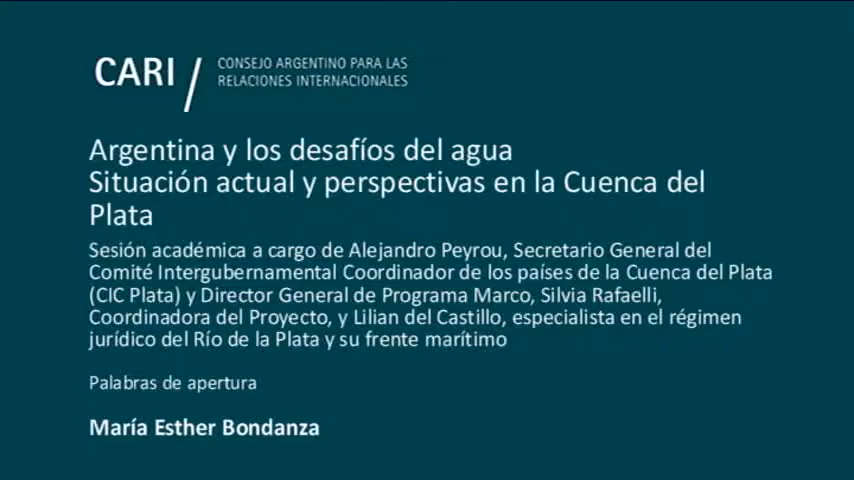 CARI /
CONSEJO ARGENTINO PARA LAS
RELACIONES INTERNACIONALES
Argentina y los desafíos del agua
Situación actual y perspectivas en la Cuenca del
Plata
Sesión académica a cargo de Alejandro Peyrou, Secretario General del
Comité Intergubernamental Coordinador de los países de la Cuenca del Plata
(CIC Plata) y Director General de Programa Marco, Silvia Rafaelli,
Coordinadora del Proyecto, y Lilian del Castillo, especialista en el régimen
jurídico del Río de la Plata y su frente marítimo
Palabras de apertura
María Esther Bondanza